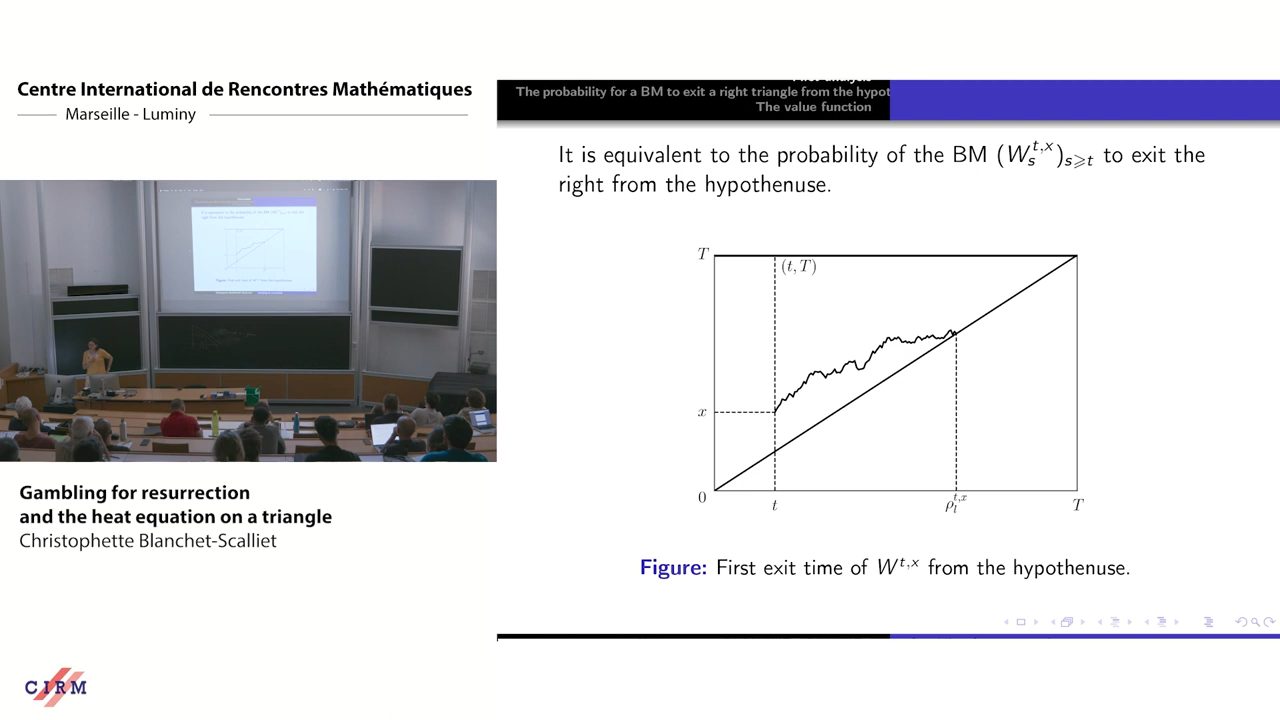 Centre International de Rencontres Mathématiques
Marseille - Luminy
The probability for a BM to exit a right triangle from the hypot
The value function
It is equivalent to the probability of the BM (W_s^{t,x})_{s⩾t} to exit the
right from the hypothenuse.
T
(t, T)
x
0
t
ρ_l^{t,x}
T
Figure: First exit time of W^{t,x} from the hypothenuse.
Gambling for resurrection
and the heat equation on a triangle
Christophette Blanchet-Scalliet
CIRM